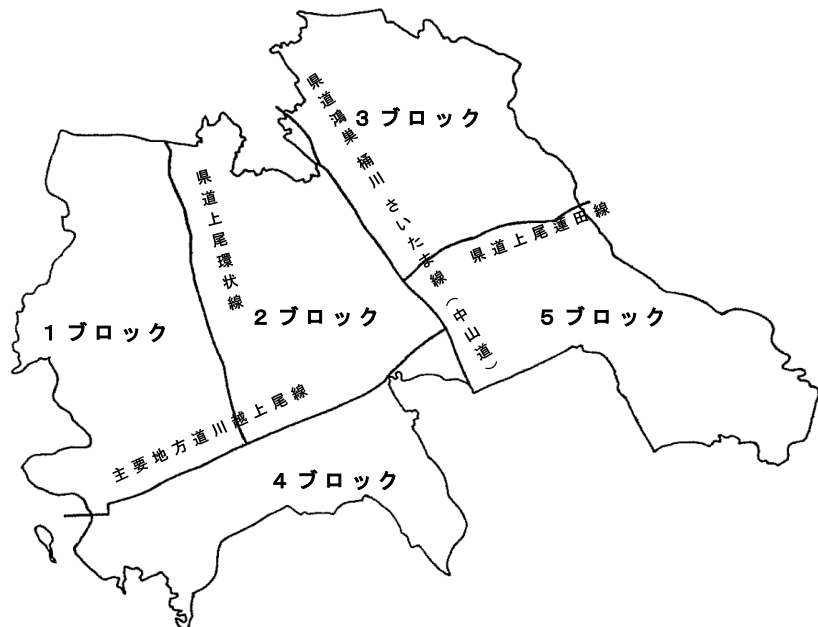 3 ブロック
県道鴻巣桶川さいたま線（中山道）
県道上尾環状線
県道上尾蓮田線
1 ブロック
2 ブロック
5 ブロック
主要地方道川越上尾線
4 ブロック